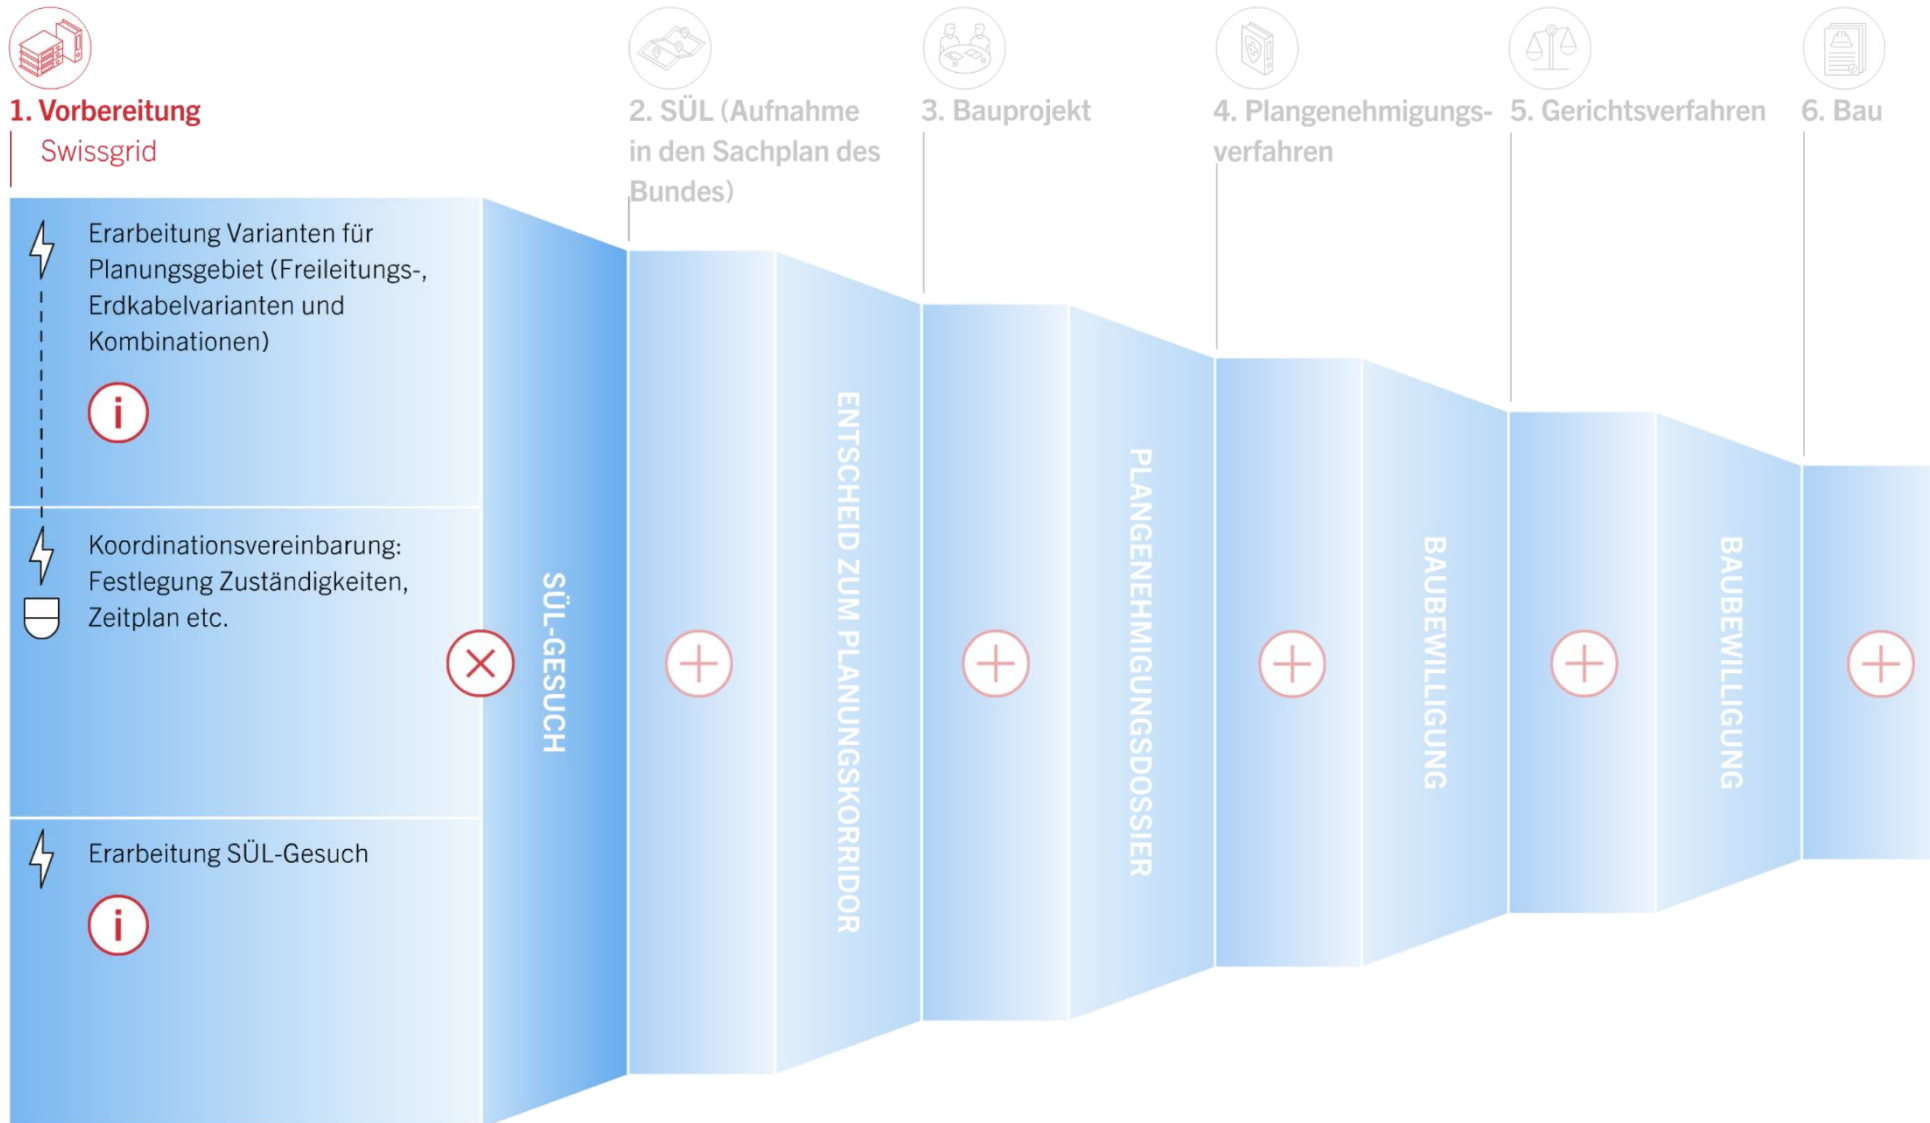 1. Vorbereitung
Swissgrid
2. SÜL (Aufnahme
in den Sachplan des
Bundes)
3. Bauprojekt
4. Plangenehmigungs-
verfahren
5. Gerichtsverfahren
6. Bau
Erarbeitung Varianten für
Planungsgebiet (Freileitungs-,
Erdkabelvarianten und
Kombinationen)
i
Koordinationsvereinbarung:
Festlegung Zuständigkeiten,
Zeitplan etc.
Erarbeitung SÜL-Gesuch
i
SÜL-GESUCH
ENTSCHEID ZUM PLANUNGSKORRIDOR
PLANGENEHMIGUNGSDOSSIER
BAUBEWILLIGUNG
BAUBEWILLIGUNG